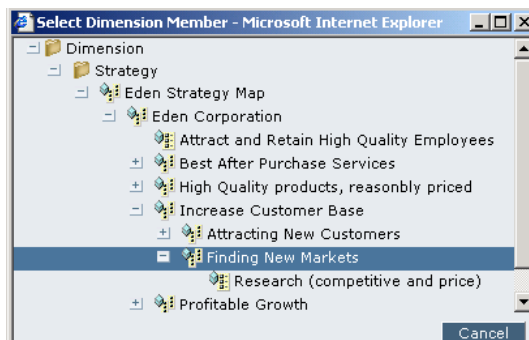 Select Dimension Member - Microsoft Internet Explorer
Dimension
Strategy
Eden Strategy Map
Eden Corporation
Attract and Retain High Quality Employees
Best After Purchase Services
High Quality products, reasonbly priced
Increase Customer Base
Attracting New Customers
Finding New Markets
Research (competitive and price)
Profitable Growth
Cancel